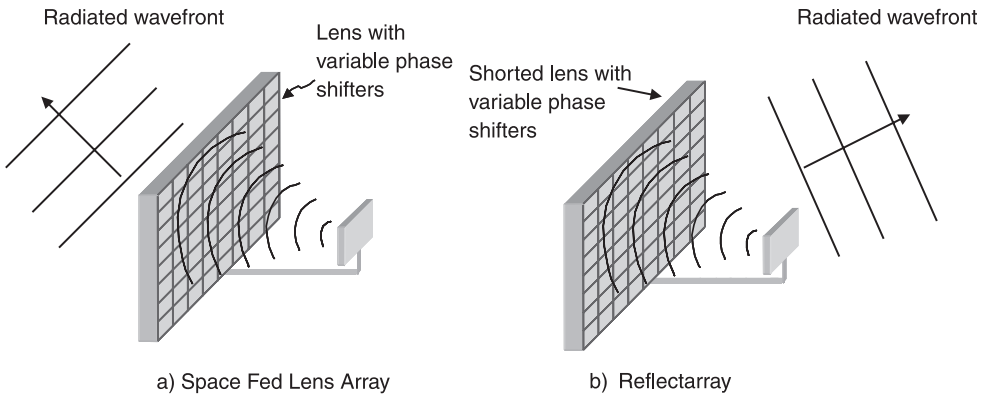 Radiated wavefront
Lens with
variable phase
shifters
a) Space Fed Lens Array
Radiated wavefront
Shorted lens with
variable phase
shifters
b) Reflectarray